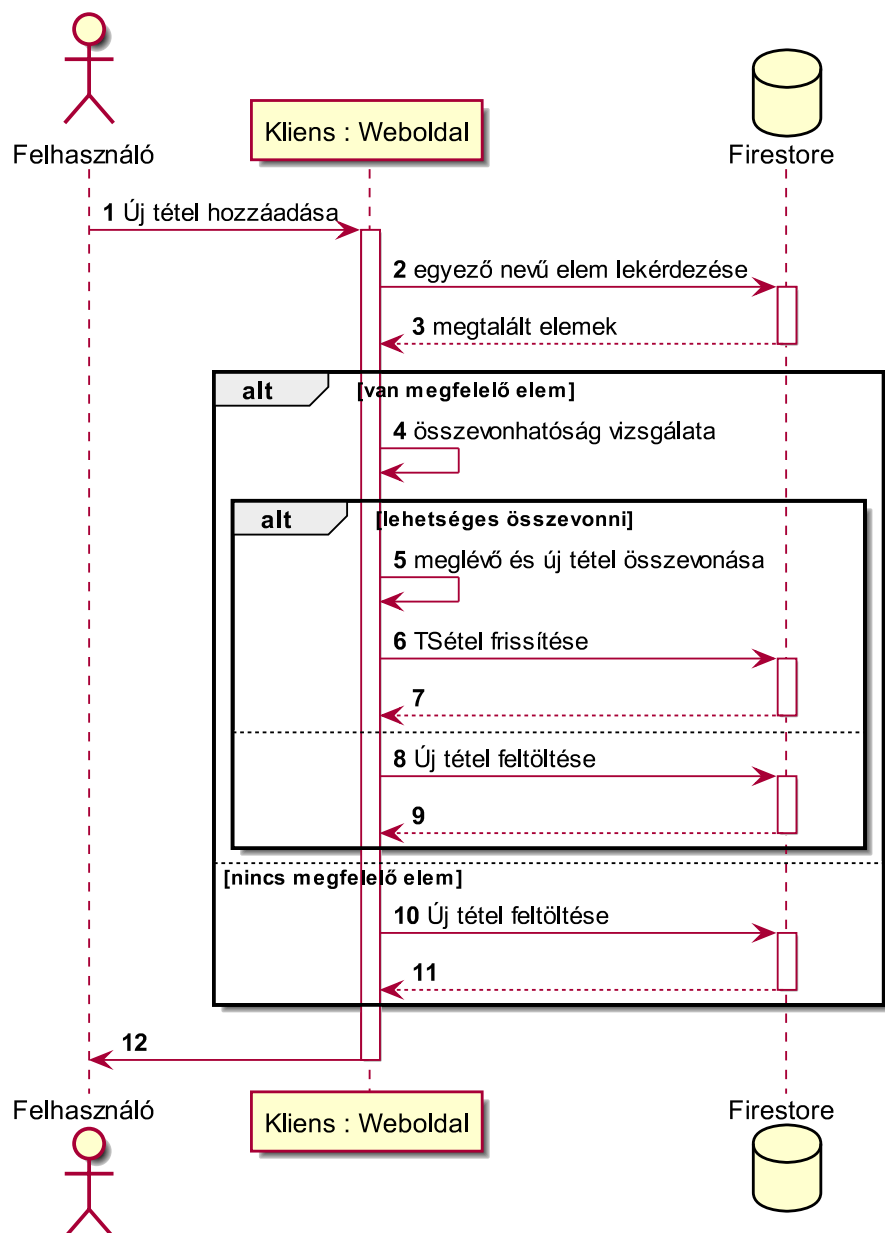 Felhasználó
Kliens : Weboldal
Firestore
1 Új tétel hozzáadása
2 egyező nevű elem lekérdezése
3 megtalált elemek
alt [van megfelelő elem]
4 összevonhatóság vizsgálata
alt [lehetséges összevonni]
5 meglévő és új tétel összevonása
6 TSétel frissítése
7
8 Új tétel feltöltése
9
[nincs megfelelő elem]
10 Új tétel feltöltése
11
12
Felhasználó
Kliens : Weboldal
Firestore